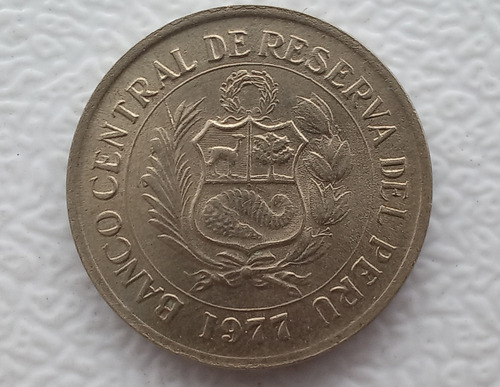 BANCO CENTRAL DE RESERVA DEL PERU
1977